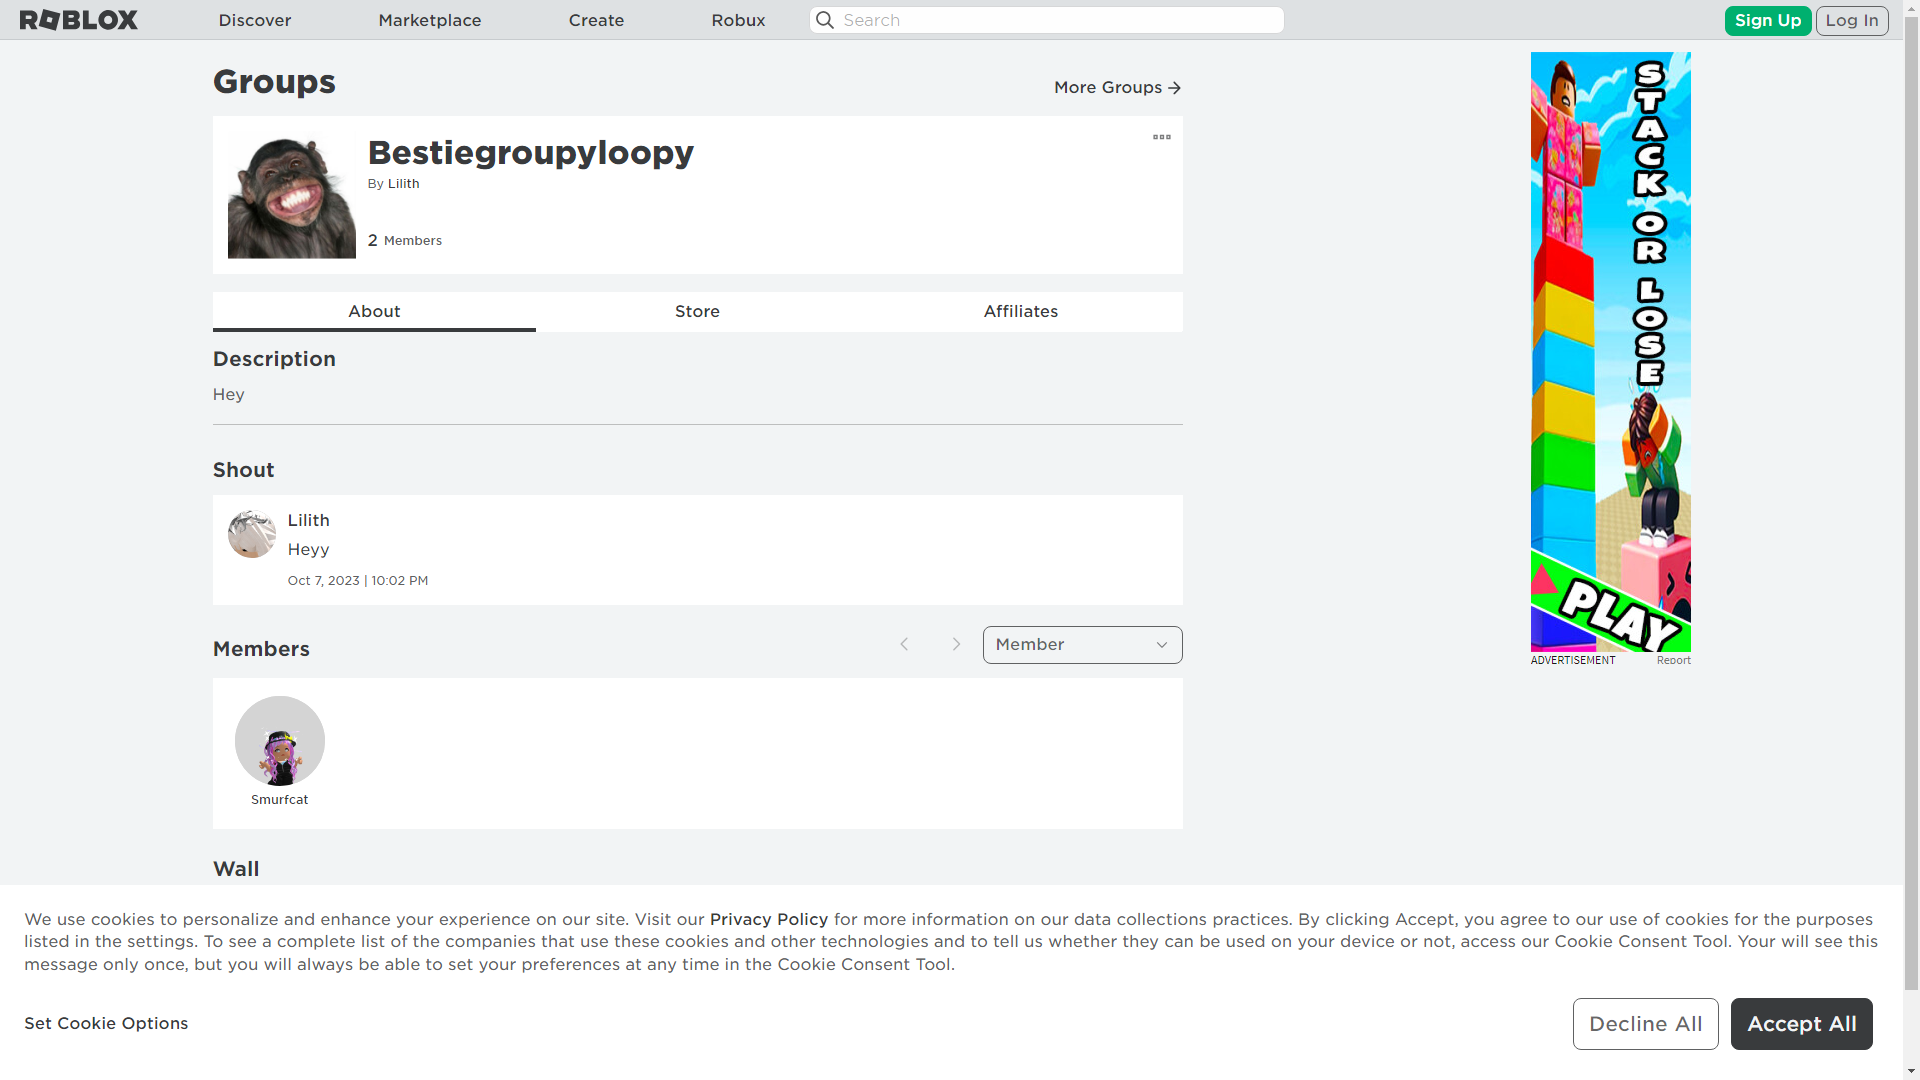 ROBLOX
Discover
Marketplace
Create
Robux
Search
Sign Up
Log In
Groups
More Groups
Bestiegroupyloopy
By Lilith
2 Members
About
Store
Affiliates
Description
Hey
Shout
Lilith
Heyy
Oct 7, 2023 | 10:02 PM
Members
Member
Smurfcat
Wall
STACK OR LOSE
PLAY
ADVERTISEMENT
Report
We use cookies to personalize and enhance your experience on our site. Visit our Privacy Policy for more information on our data collections practices. By clicking Accept, you agree to our use of cookies for the purposes
listed in the settings. To see a complete list of the companies that use these cookies and other technologies and to tell us whether they can be used on your device or not, access our Cookie Consent Tool. Your will see this
message only once, but you will always be able to set your preferences at any time in the Cookie Consent Tool.
Set Cookie Options
Decline All
Accept All